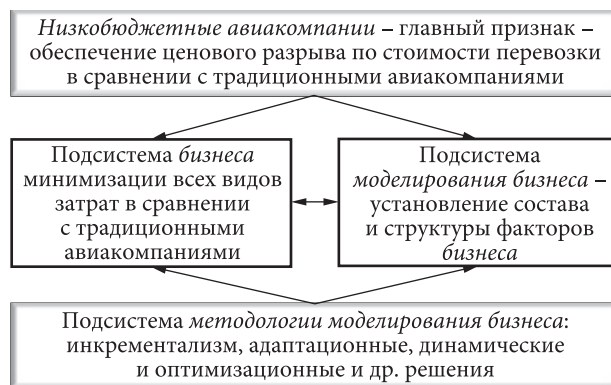 Низкобюджетные авиакомпании – главный признак –
обеспечение ценового разрыва по стоимости перевозки
в сравнении с традиционными авиакомпаниями
Подсистема бизнеса
минимизации всех видов
затрат в сравнении
с традиционными
авиакомпаниями
Подсистема
моделирования бизнеса –
установление состава
и структуры факторов
бизнеса
Подсистема методологии моделирования бизнеса:
инкрементализм, адаптационные, динамические
и оптимизационные и др. решения